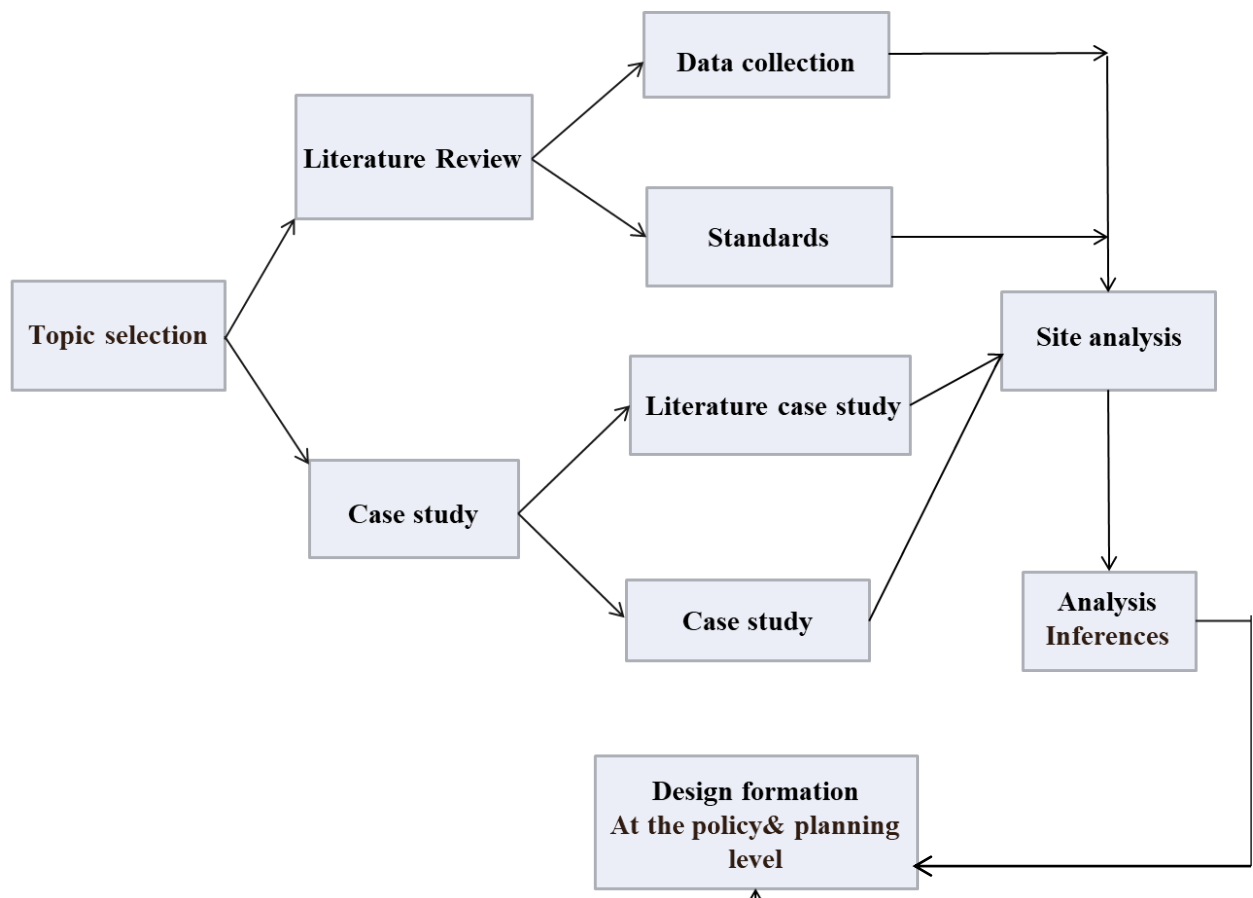 Data collection
Literature Review
Standards
Topic selection
Site analysis
Literature case study
Case study
Case study
Analysis
Inferences
Design formation
At the policy& planning
level